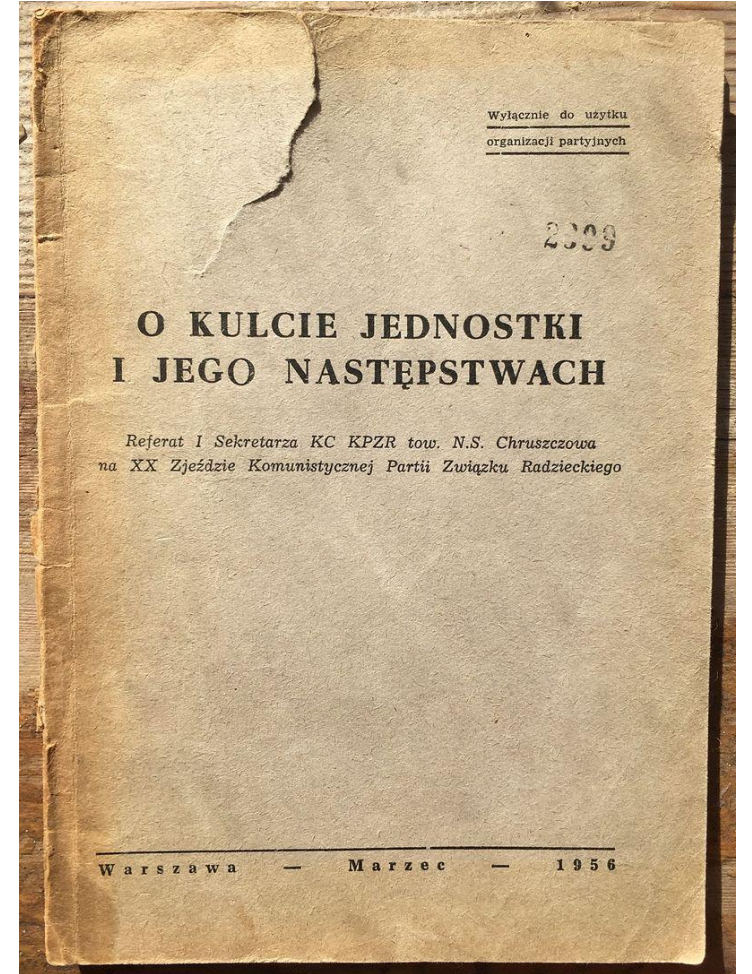 Wyłącznie do użytku
organizacji partyjnych
O KULCIE JEDNOSTKI
I JEGO NASTĘPSTWACH
Referat I Sekretarza KC KPZR tow. N.S. Chruszczowa
na XX Zjeździe Komunistycznej Partii Związku Radzieckiego
Warszawa — Marzec — 1956